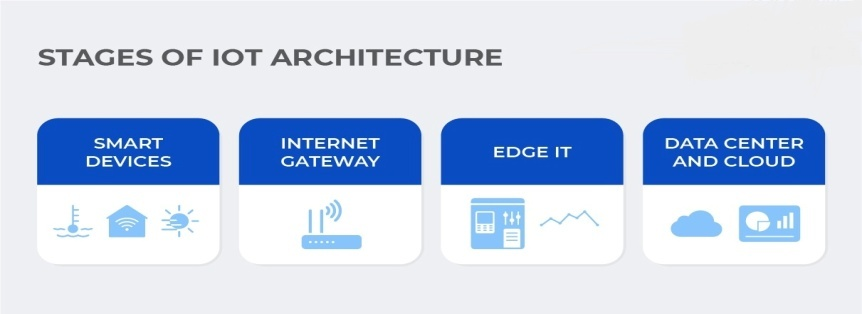 STAGES OF IOT ARCHITECTURE
SMART
DEVICES
INTERNET
GATEWAY
EDGE IT
DATA CENTER
AND CLOUD